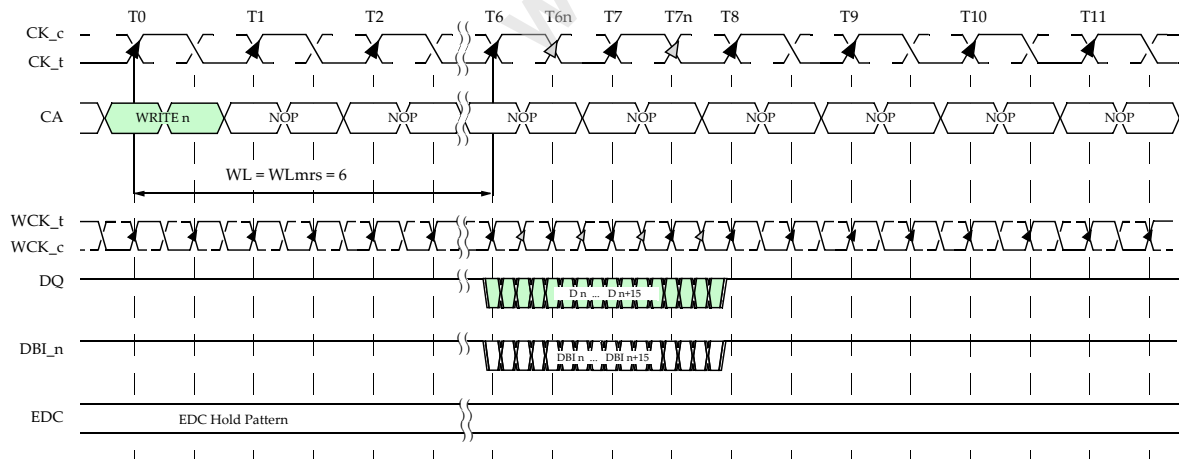 T0 T1 T2 T6 T6n T7 T7n T8 T9 T10 T11
CK_c
CK_t
CA WRITE n NOP NOP NOP NOP NOP NOP NOP NOP
WL = WLmrs = 6
WCK_t
WCK_c
DQ
D n ... D n+15
DBI_n
DBI n ... DBI n+15
EDC
EDC Hold Pattern